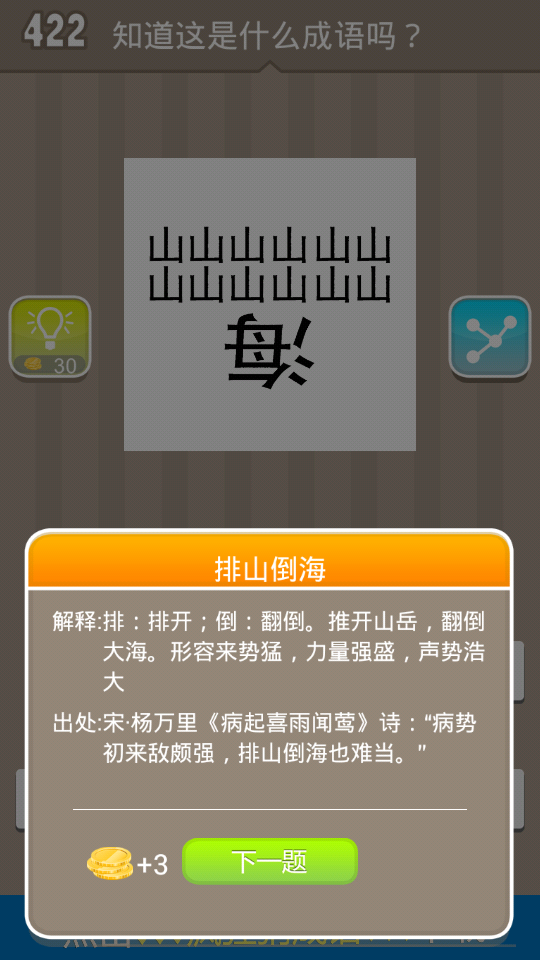 422 知道这是什么成语吗？
山山山山山山
山山山山山山
海
30
排山倒海
解释:排：排开；倒：翻倒。推开山岳，翻倒
大海。形容来势猛，力量强盛，声势浩
大
出处:宋·杨万里《病起喜雨闻莺》诗：“病势
初来敌颇强，排山倒海也难当。”
+3 下一题